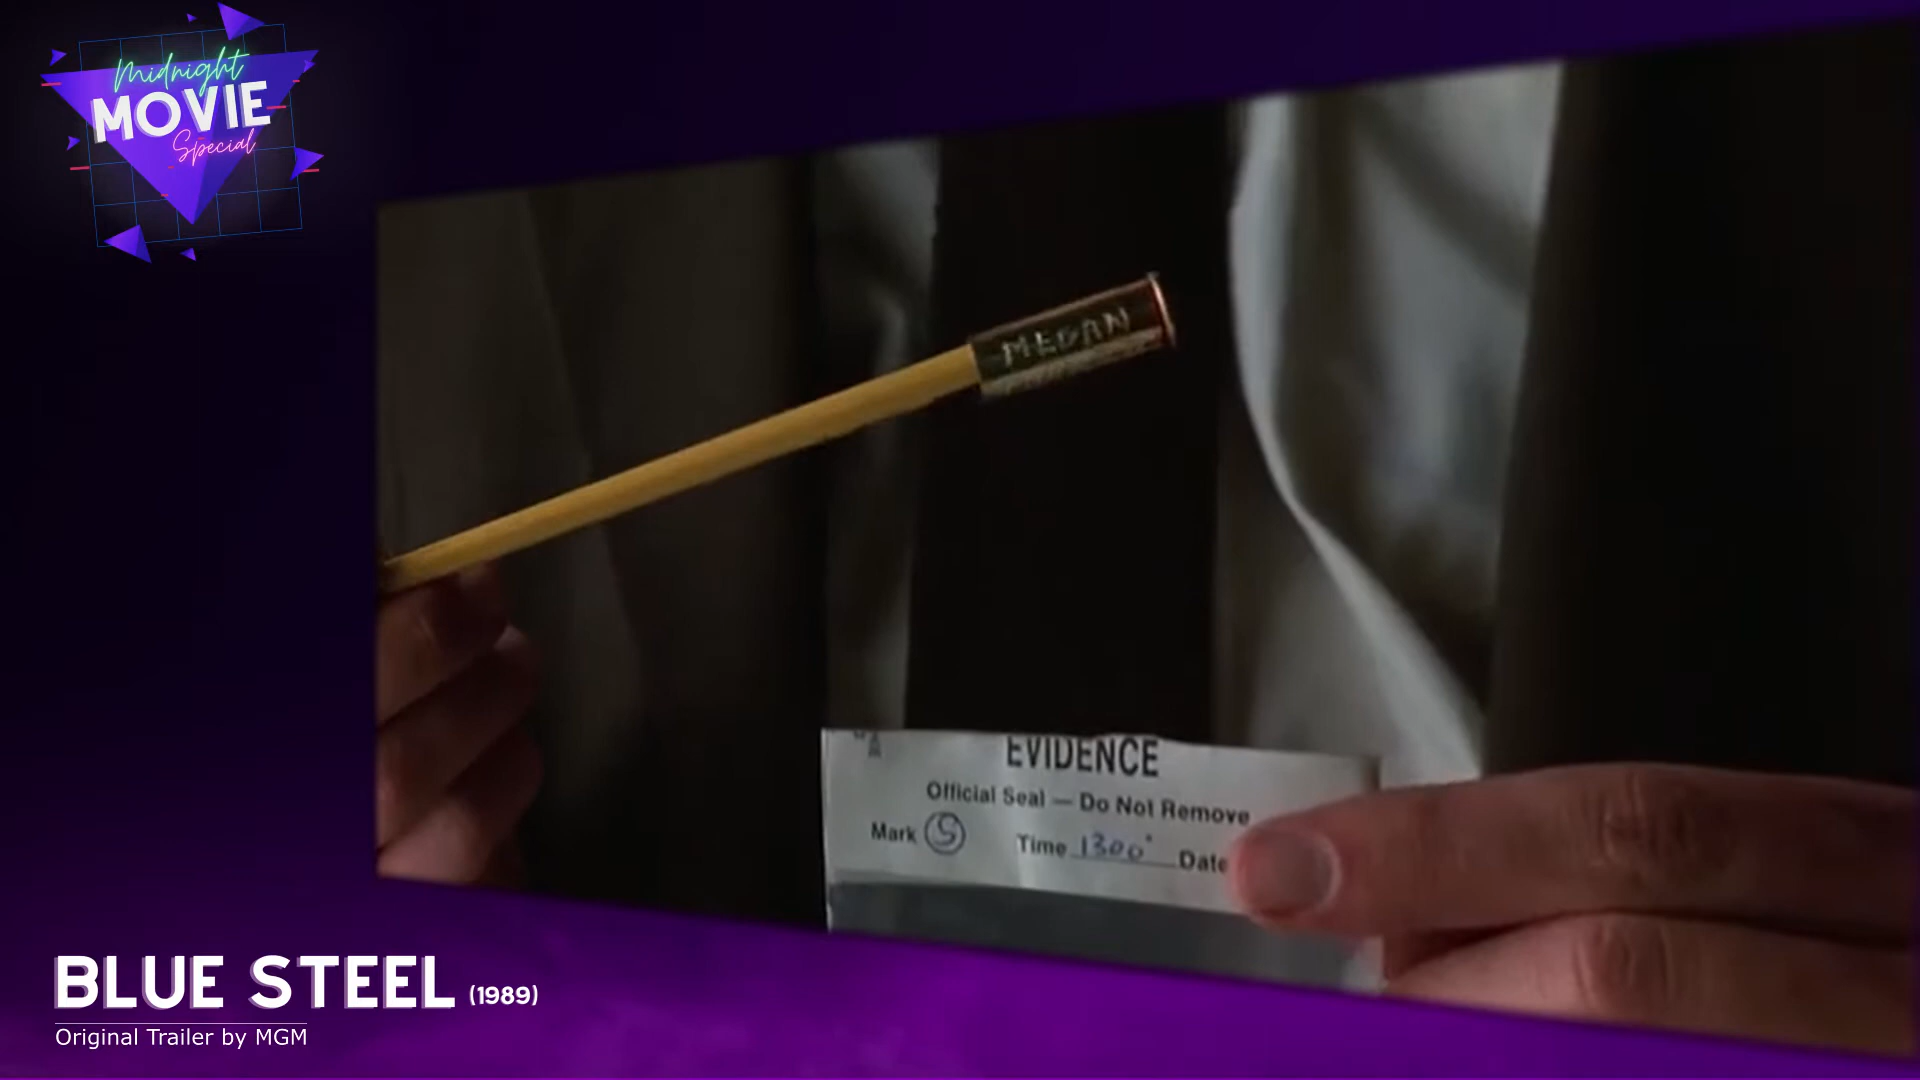 Midnight
MOVIE
Special
MEGAN
EVIDENCE
Official Seal — Do Not Remove
Mark 5 Time 1300 Date
BLUE STEEL (1989)
Original Trailer by MGM